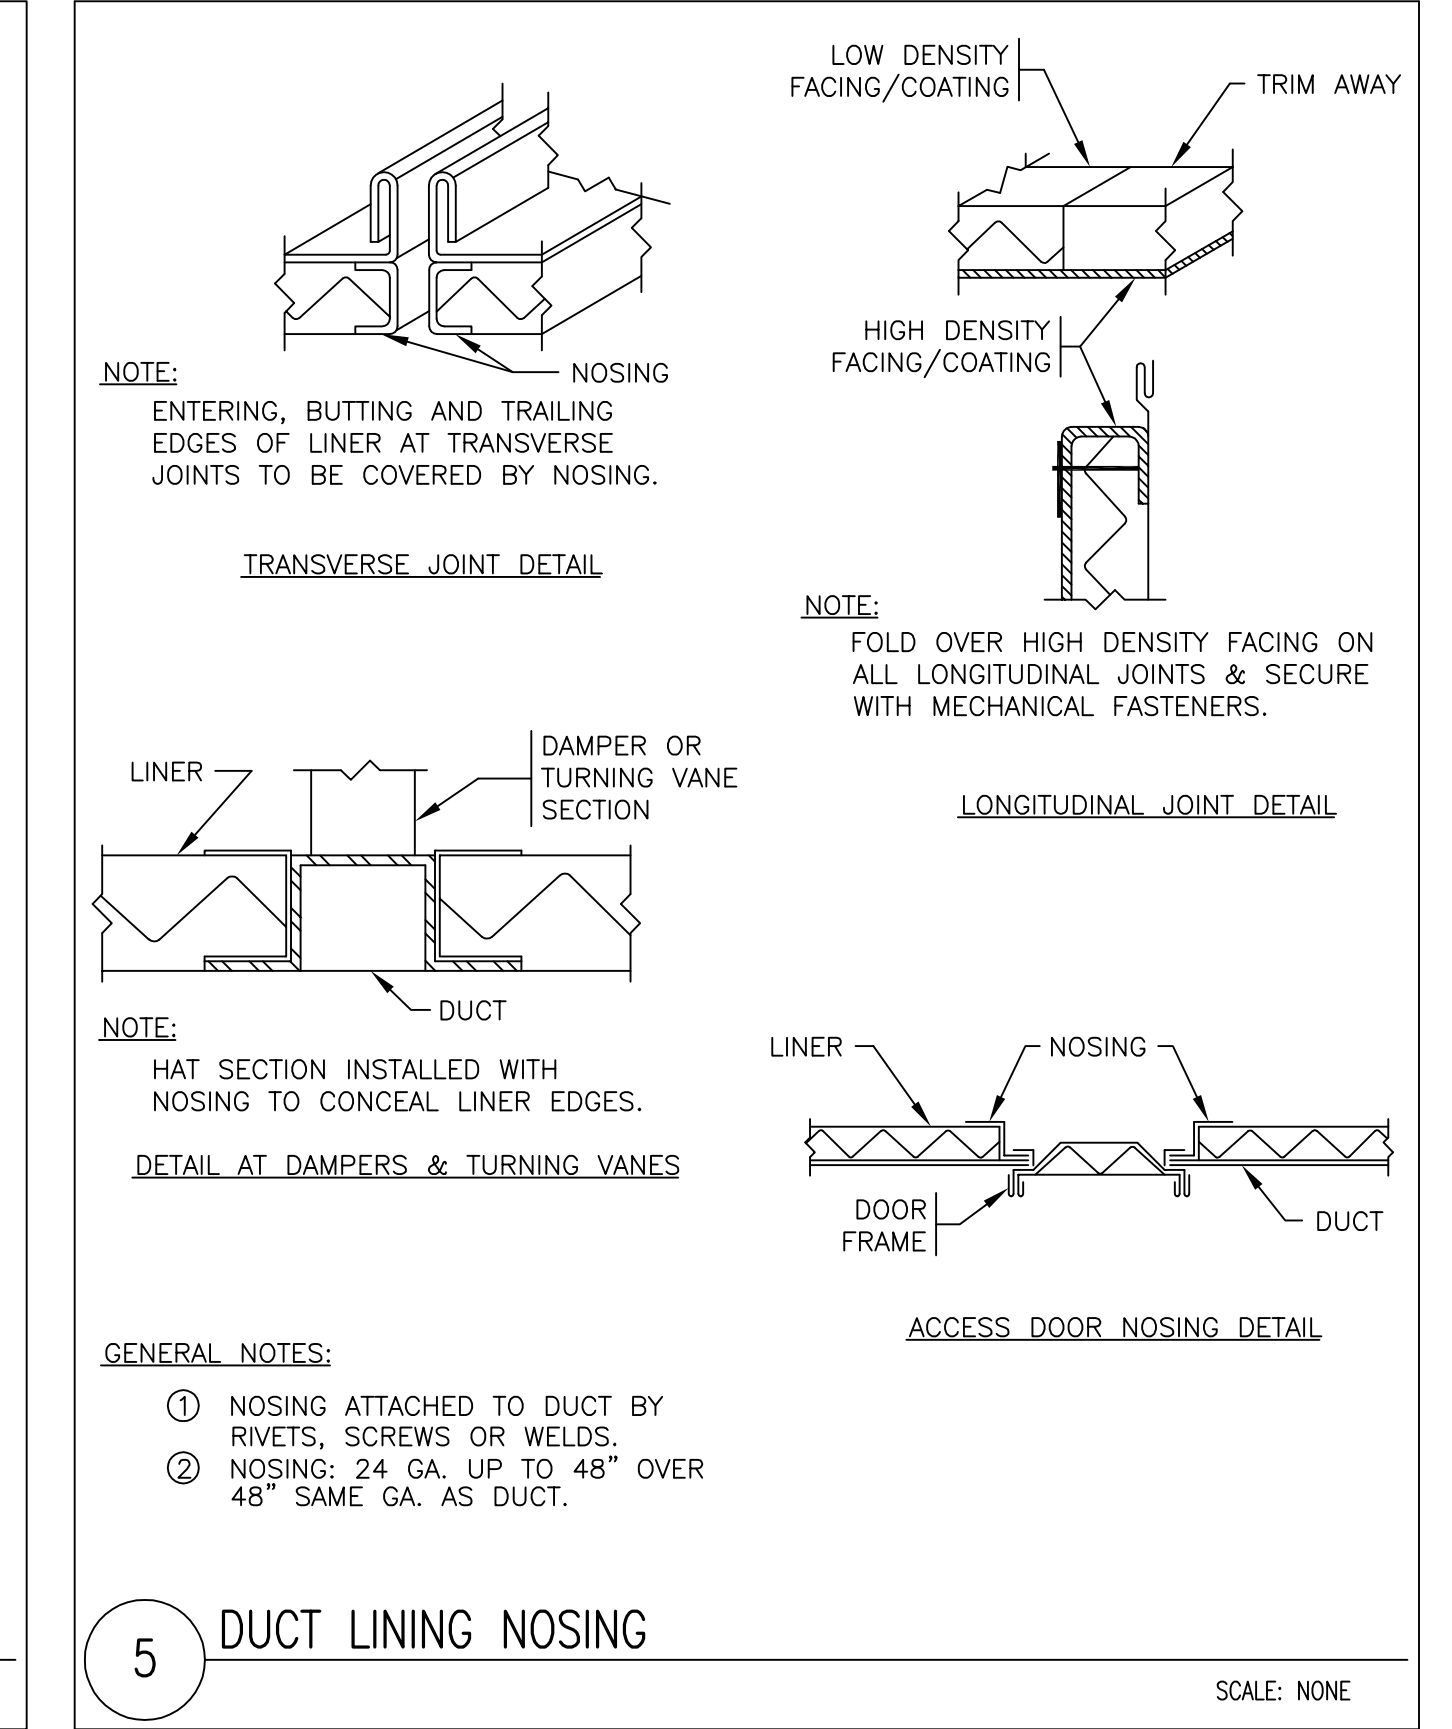 NOSING
NOTE:
ENTERING, BUTTING AND TRAILING
EDGES OF LINER AT TRANSVERSE
JOINTS TO BE COVERED BY NOSING.
TRANSVERSE JOINT DETAIL
LOW DENSITY
FACING/COATING
TRIM AWAY
HIGH DENSITY
FACING/COATING
NOTE:
FOLD OVER HIGH DENSITY FACING ON
ALL LONGITUDINAL JOINTS & SECURE
WITH MECHANICAL FASTENERS.
LONGITUDINAL JOINT DETAIL
LINER
DAMPER OR
TURNING VANE
SECTION
DUCT
NOTE:
HAT SECTION INSTALLED WITH
NOSING TO CONCEAL LINER EDGES.
DETAIL AT DAMPERS & TURNING VANES
LINER
NOSING
DOOR
FRAME
DUCT
ACCESS DOOR NOSING DETAIL
GENERAL NOTES:
1 NOSING ATTACHED TO DUCT BY
RIVETS, SCREWS OR WELDS.
2 NOSING: 24 GA. UP TO 48" OVER
48" SAME GA. AS DUCT.
5 DUCT LINING NOSING
SCALE: NONE